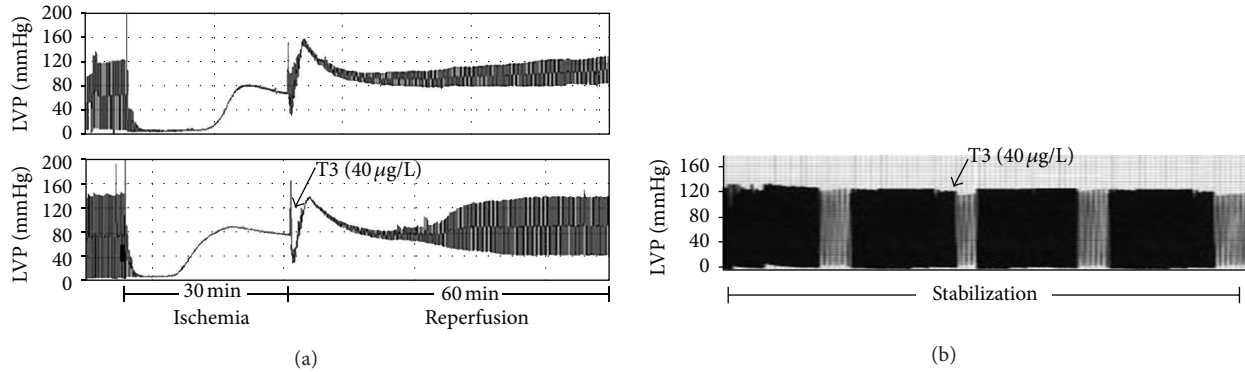 LVP (mmHg)
200
160
120
80
40
0
LVP (mmHg)
200
160
120
80
40
0
T3 (40 μg/L)
30 min
60 min
Ischemia
Reperfusion
(a)
LVP (mmHg)
160
120
80
40
0
T3 (40 μg/L)
Stabilization
(b)